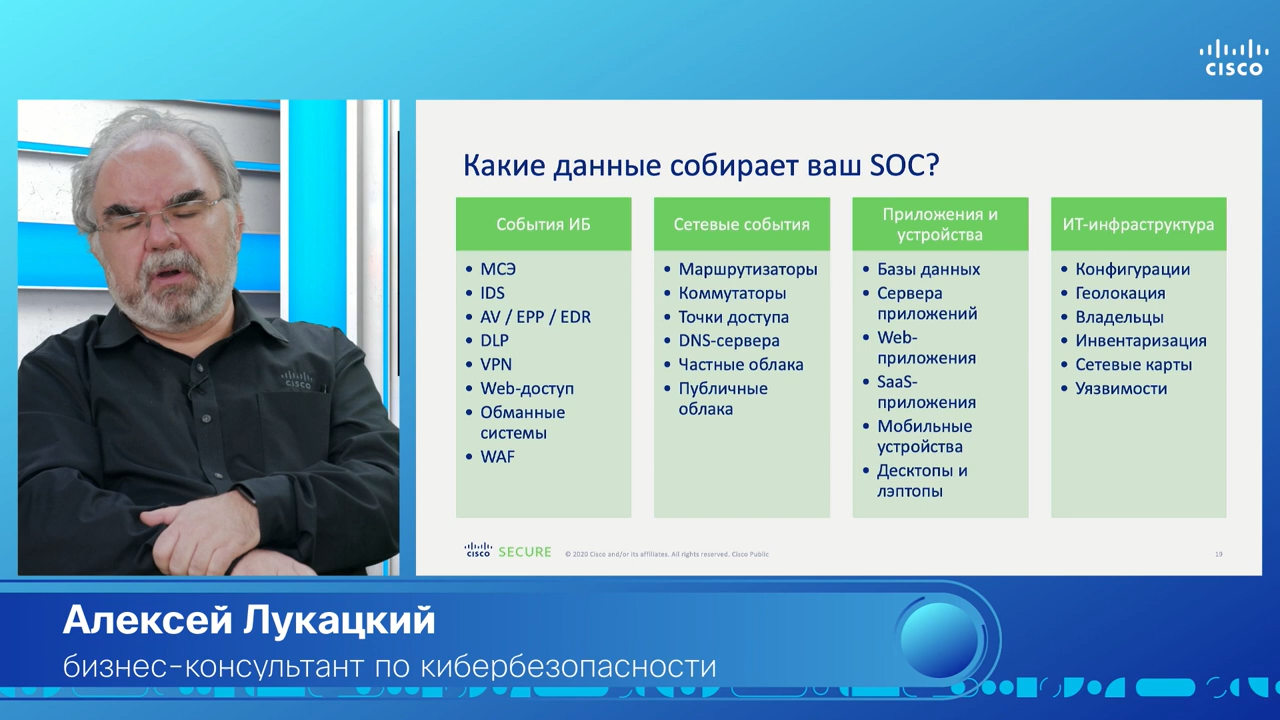 CISCO
Какие данные собирает ваш SOC?
События ИБ
• МСЭ
• IDS
• AV / EPP / EDR
• DLP
• VPN
• Web-доступ
• Обманные
системы
• WAF
Сетевые события
• Маршрутизаторы
• Коммутаторы
• Точки доступа
• DNS-сервера
• Частные облака
• Публичные
облака
Приложения и
устройства
• Базы данных
• Сервера
приложений
• Web-
приложения
• SaaS-
приложения
• Мобильные
устройства
• Десктопы и
лэптопы
ИТ-инфраструктура
• Конфигурации
• Геолокация
• Владельцы
• Инвентаризация
• Сетевые карты
• Уязвимости
CISCO SECURE © 2020 Cisco and/or its affiliates. All rights reserved. Cisco Public 19
CISCO
Алексей Лукацкий
бизнес-консультант по кибербезопасности